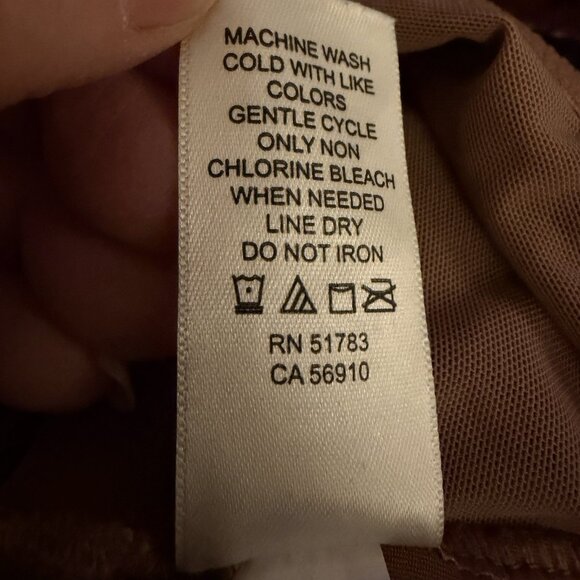 MACHINE WASH
COLD WITH LIKE
COLORS
GENTLE CYCLE
ONLY NON
CHLORINE BLEACH
WHEN NEEDED
LINE DRY
DO NOT IRON
RN 51783
CA 56910